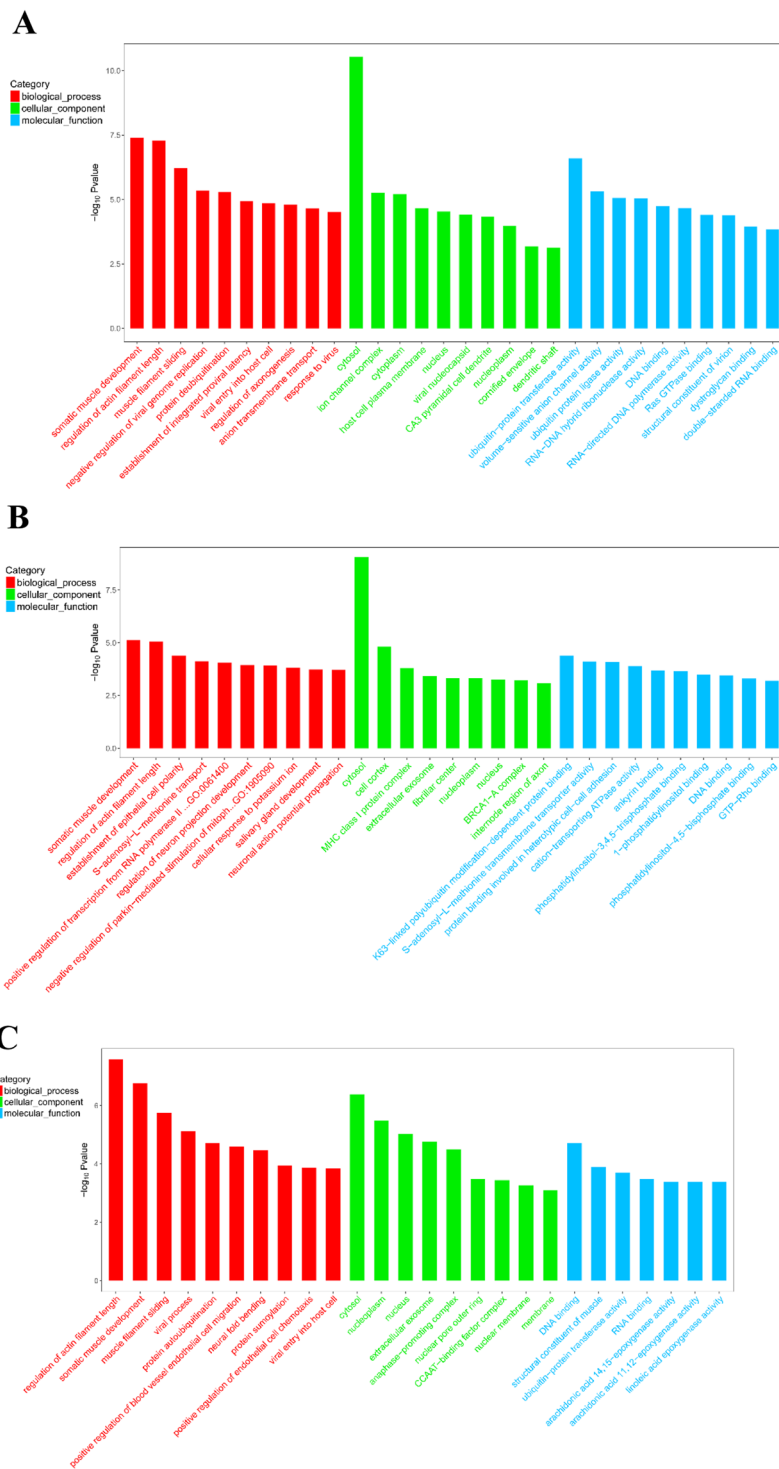 A
Category
biological_process
cellular_component
molecular_function
−log10 Pvalue
10.0
7.5
5.0
2.5
0.0
somatic muscle development
regulation of actin filament length
muscle filament sliding
negative regulation of viral genome replication
protein deubiquitination
establishment of integrated proviral latency
viral entry into host cell
regulation of axonogenesis
anion transmembrane transport
response to virus
cytosol
ion channel complex
cytoplasm
host cell plasma membrane
nucleus
viral nucleocapsid
CA3 pyramidal cell dendrite
nucleoplasm
cornified envelope
dendritic shaft
ubiquitin−protein transferase activity
volume−sensitive anion channel activity
ubiquitin protein ligase activity
RNA−DNA hybrid ribonuclease activity
DNA binding
RNA−directed DNA polymerase activity
Ras GTPase binding
structural constituent of virion
dystroglycan binding
double−stranded RNA binding
B
Category
biological_process
cellular_component
molecular_function
−log10 Pvalue
7.5
5.0
2.5
0.0
somatic muscle development
regulation of actin filament length
establishment of epithelial cell polarity
S−adenosyl−L−methionine transport
positive regulation of transcription from RNA polymerase II ...GO:0061400
regulation of neuron projection development
negative regulation of parkin−mediated stimulation of mitoph...GO:1905090
cellular response to potassium ion
salivary gland development
neuronal action potential propagation
cytosol
cell cortex
MHC class I protein complex
extracellular exosome
fibrillar center
nucleoplasm
nucleus
BRCA1−A complex
internode region of axon
K63−linked polyubiquitin modification−dependent protein binding
S−adenosyl−L−methionine transmembrane transporter activity
protein binding involved in heterotypic cell−cell adhesion
cation−transporting ATPase activity
ankyrin binding
phosphatidylinositol−3,4,5−trisphosphate binding
1−phosphatidylinositol binding
DNA binding
phosphatidylinositol−4,5−bisphosphate binding
GTP−Rho binding
C
ategory
biological_process
cellular_component
molecular_function
−log10 Pvalue
6
4
2
0
regulation of actin filament length
somatic muscle development
muscle filament sliding
viral process
protein autoubiquitination
positive regulation of blood vessel endothelial cell migration
neural fold bending
protein sumoylation
positive regulation of endothelial cell chemotaxis
viral entry into host cell
cytosol
nucleoplasm
nucleus
extracellular exosome
anaphase−promoting complex
nuclear pore outer ring
CCAAT−binding factor complex
nuclear membrane
membrane
DNA binding
structural constituent of muscle
ubiquitin−protein transferase activity
RNA binding
arachidonic acid 14,15−epoxygenase activity
arachidonic acid 11,12−epoxygenase activity
linoleic acid epoxygenase activity